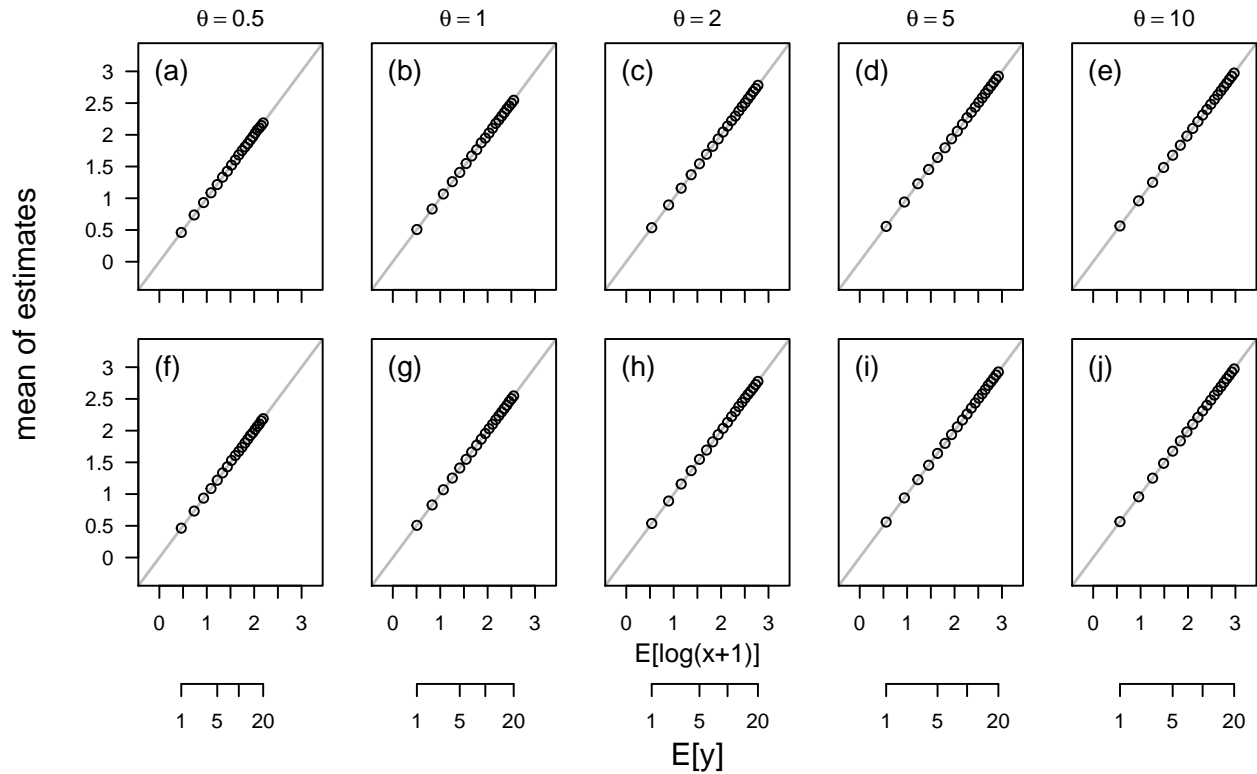 θ = 0.5 θ = 1 θ = 2 θ = 5 θ = 10
(a) (b) (c) (d) (e)
3
2.5
2
1.5
1
0.5
0
mean of estimates
(f) (g) (h) (i) (j)
3
2.5
2
1.5
1
0.5
0
0 1 2 3 0 1 2 3 0 1 2 3 0 1 2 3 0 1 2 3
E[log(x+1)]
1 5 20 1 5 20 1 5 20 1 5 20 1 5 20
E[y]